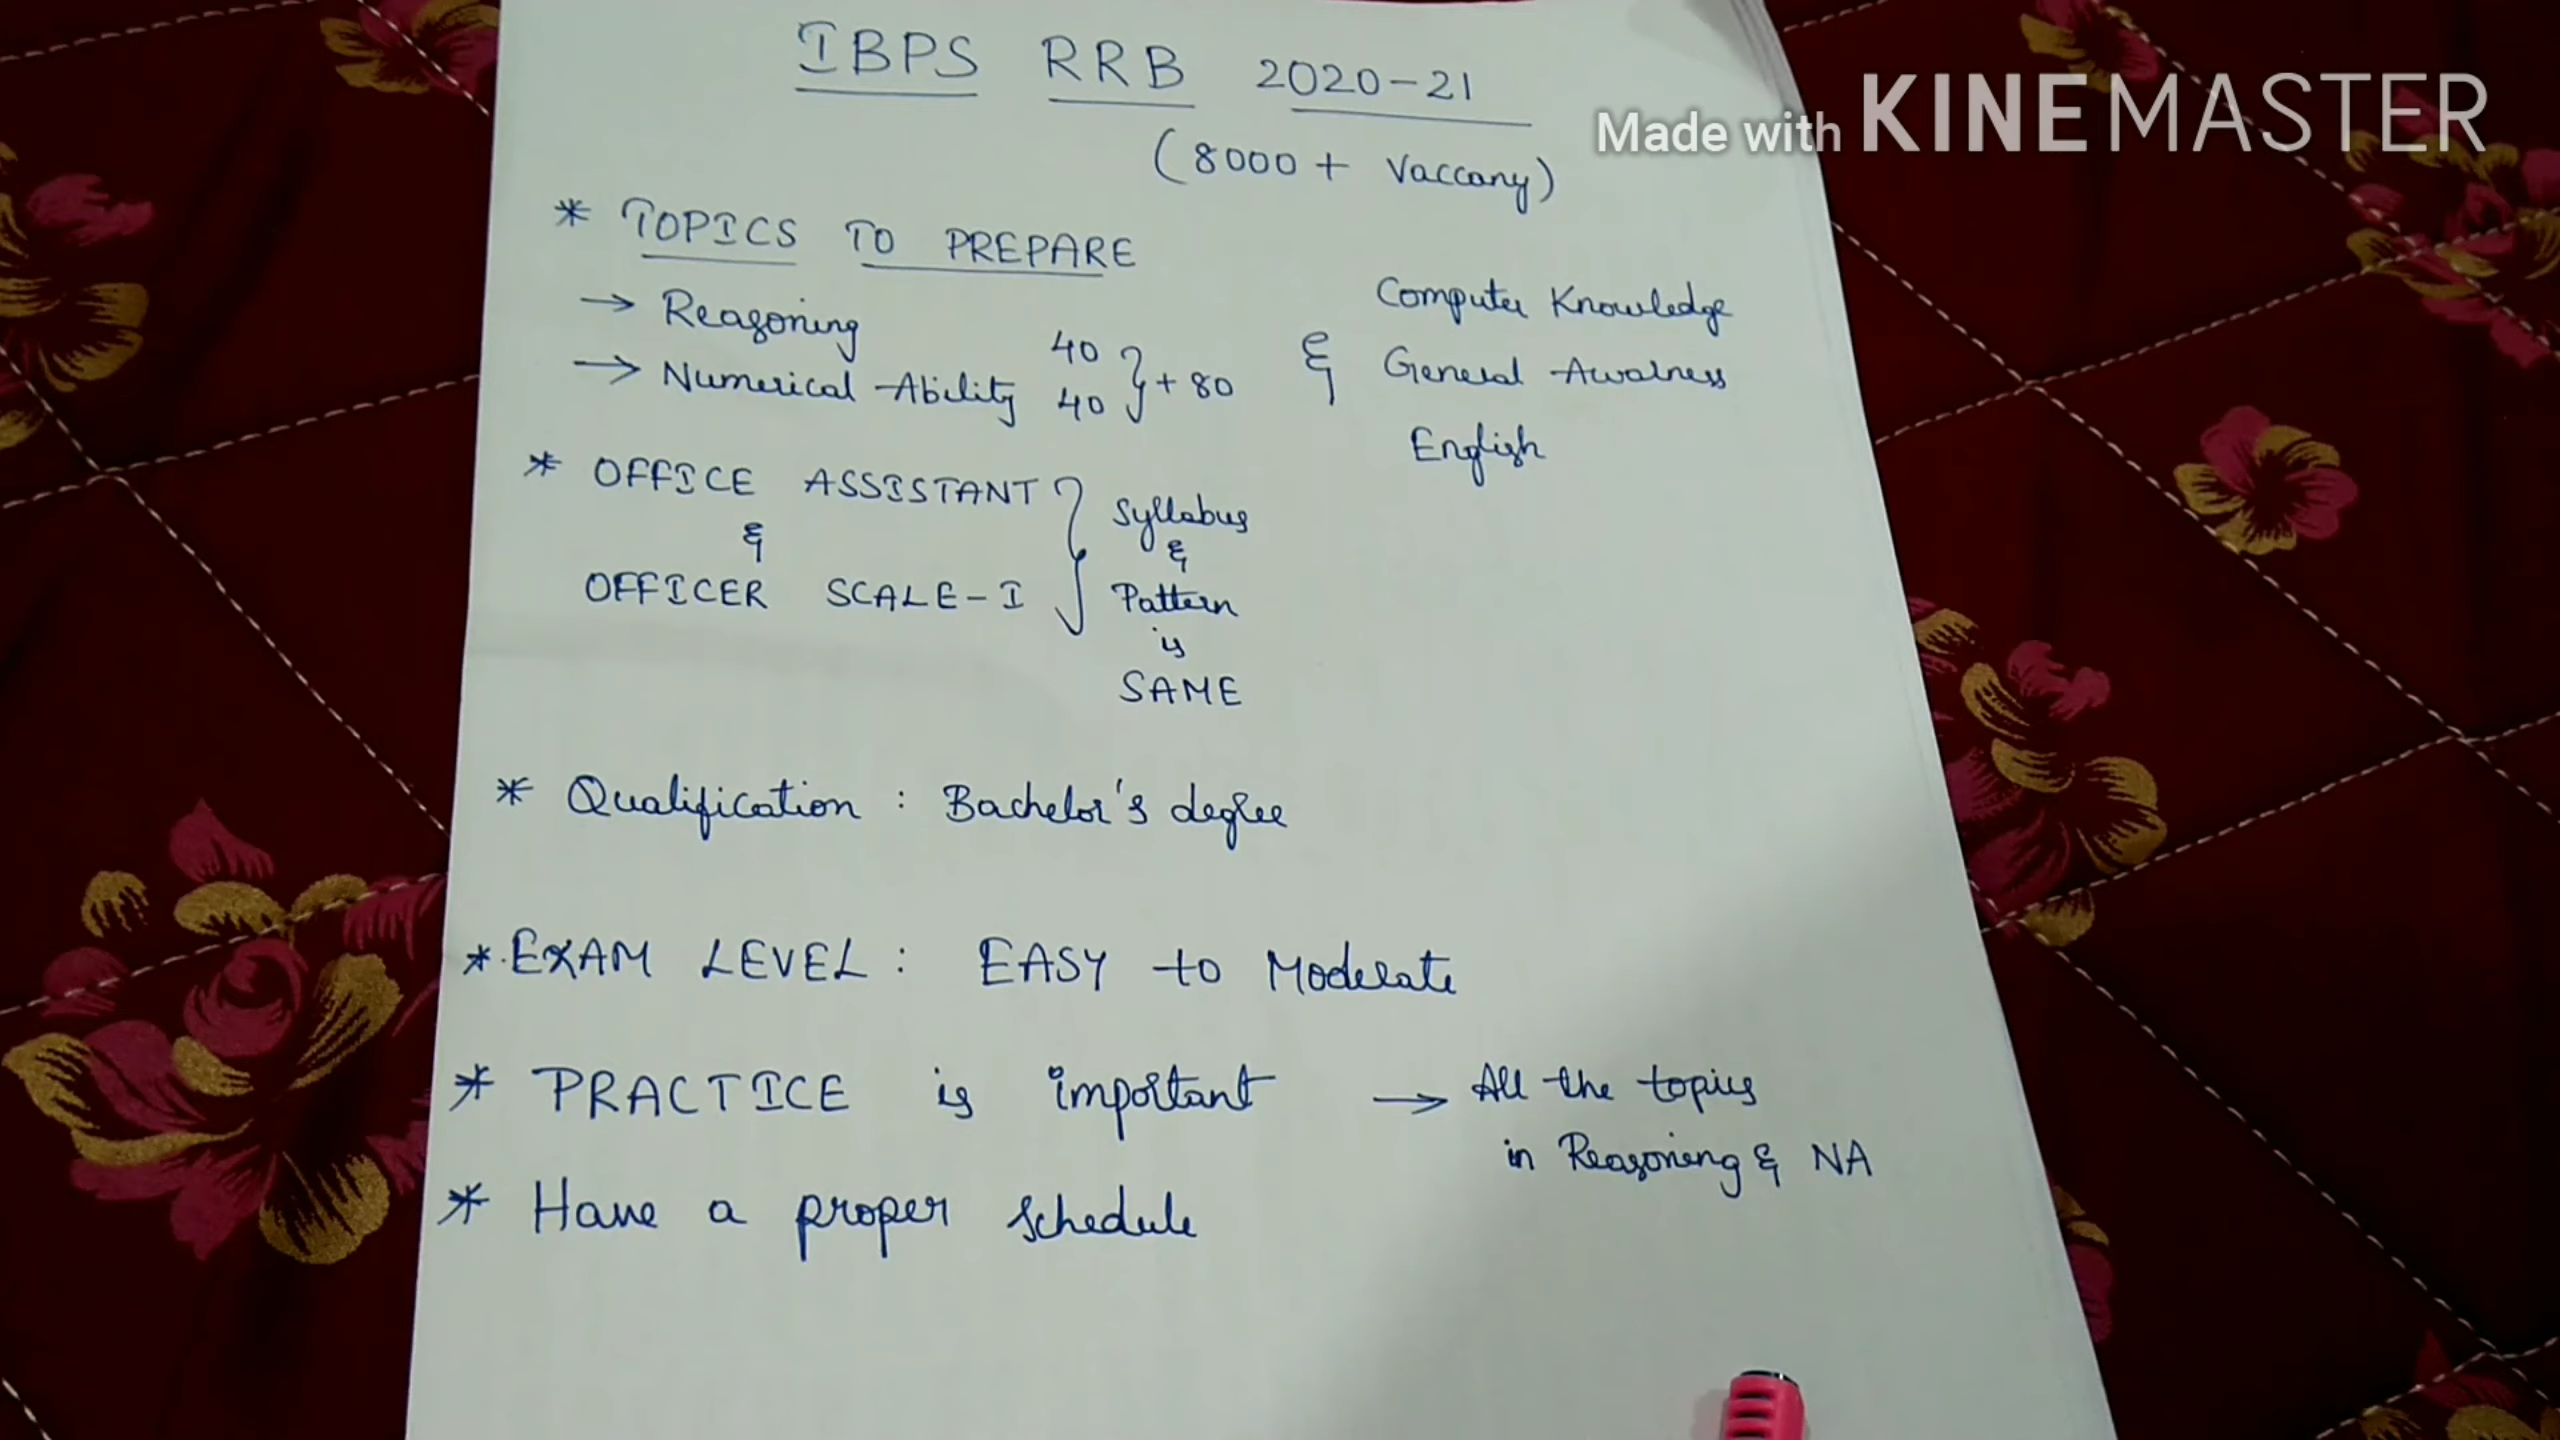 IBPS RRB 2020-21
(8000 + Vaccany)
Made with KINEMASTER
* TOPICS TO PREPARE
→ Reasoning 40
→ Numerical Ability 40 } + 80 &
Computer Knowledge
General Awarness
English
* OFFICE ASSISTANT
&
OFFICER SCALE-I
} Syllabus
&
Pattern
is
SAME
* Qualification : Bachelor's degree
* EXAM LEVEL : EASY to Moderate
* PRACTICE is important → All the topics
in Reasoning & NA
* Have a proper schedule